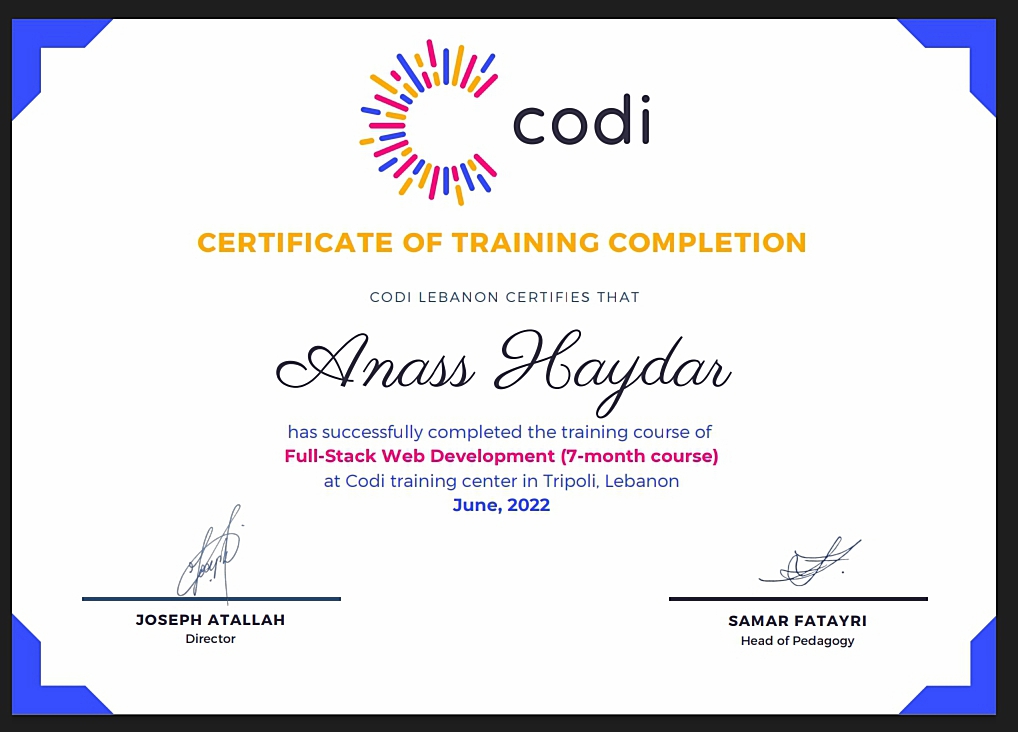 codi
CERTIFICATE OF TRAINING COMPLETION
CODI LEBANON CERTIFIES THAT
Anass Haydar
has successfully completed the training course of
Full-Stack Web Development (7-month course)
at Codi training center in Tripoli, Lebanon
June, 2022
Joseph
JOSEPH ATALLAH
Director
SAMAR FATAYRI
Head of Pedagogy